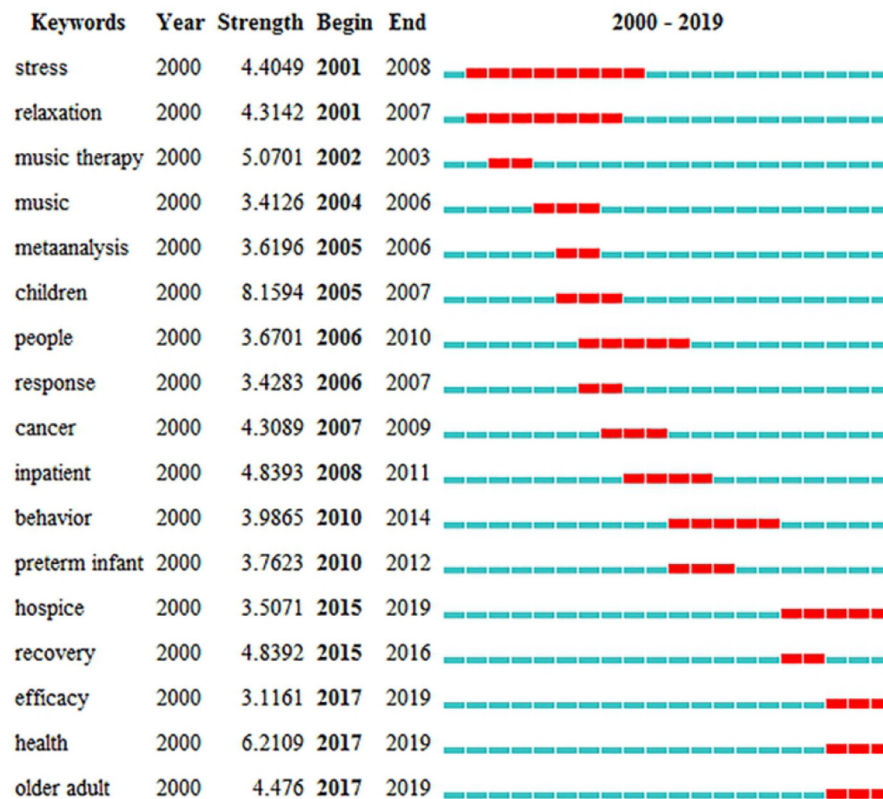 Keywords Year Strength Begin End 2000 - 2019
stress 2000 4.4049 2001 2008
relaxation 2000 4.3142 2001 2007
music therapy 2000 5.0701 2002 2003
music 2000 3.4126 2004 2006
metaanalysis 2000 3.6196 2005 2006
children 2000 8.1594 2005 2007
people 2000 3.6701 2006 2010
response 2000 3.4283 2006 2007
cancer 2000 4.3089 2007 2009
inpatient 2000 4.8393 2008 2011
behavior 2000 3.9865 2010 2014
preterm infant 2000 3.7623 2010 2012
hospice 2000 3.5071 2015 2019
recovery 2000 4.8392 2015 2016
efficacy 2000 3.1161 2017 2019
health 2000 6.2109 2017 2019
older adult 2000 4.476 2017 2019